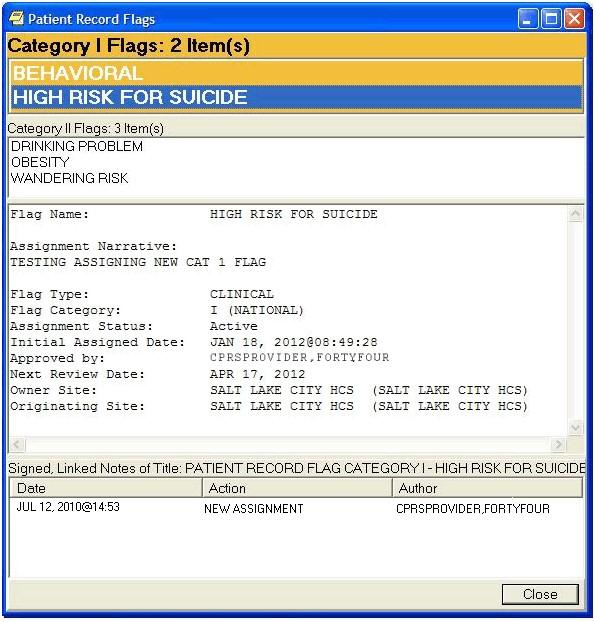 Patient Record Flags
Category I Flags: 2 Item(s)
BEHAVIORAL
HIGH RISK FOR SUICIDE
Category II Flags: 3 Item(s)
DRINKING PROBLEM
OBESITY
WANDERING RISK
Flag Name: HIGH RISK FOR SUICIDE
Assignment Narrative:
TESTING ASSIGNING NEW CAT 1 FLAG
Flag Type: CLINICAL
Flag Category: I (NATIONAL)
Assignment Status: Active
Initial Assigned Date: JAN 18, 2012@08:49:28
Approved by: CPRSPROVIDER,FORTYFOUR
Next Review Date: APR 17, 2012
Owner Site: SALT LAKE CITY HCS (SALT LAKE CITY HCS)
Originating Site: SALT LAKE CITY HCS (SALT LAKE CITY HCS)
Signed, Linked Notes of Title: PATIENT RECORD FLAG CATEGORY I - HIGH RISK FOR SUICIDE
Date Action Author
JUL 12, 2010@14:53 NEW ASSIGNMENT CPRSPROVIDER,FORTYFOUR
Close